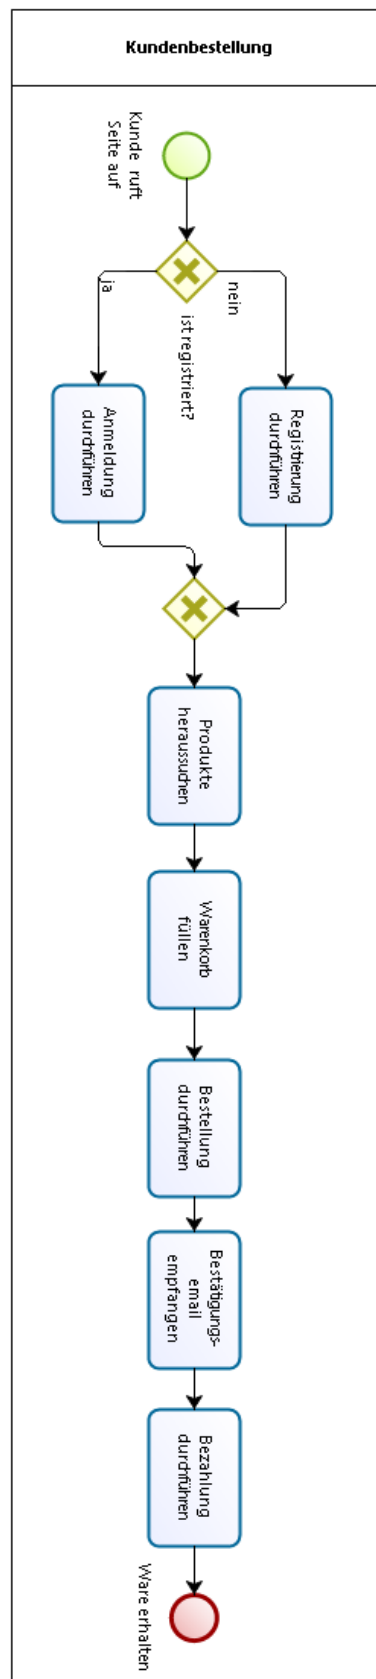 Kundenbestellung
Kunde ruft
Seite auf
ist registriert?
nein
ja
Registrierung
durchführen
Anmeldung
durchführen
Produkte
heraussuchen
Warenkorb
füllen
Bestellung
durchführen
Bestätigungs-
email
empfangen
Bezahlung
durchführen
Ware erhalten